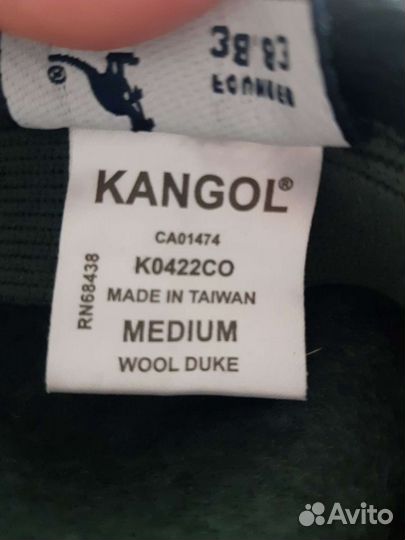 KANGOL®
CA01474
K0422CO
MADE IN TAIWAN
MEDIUM
WOOL DUKE
RN68438
®
Avito